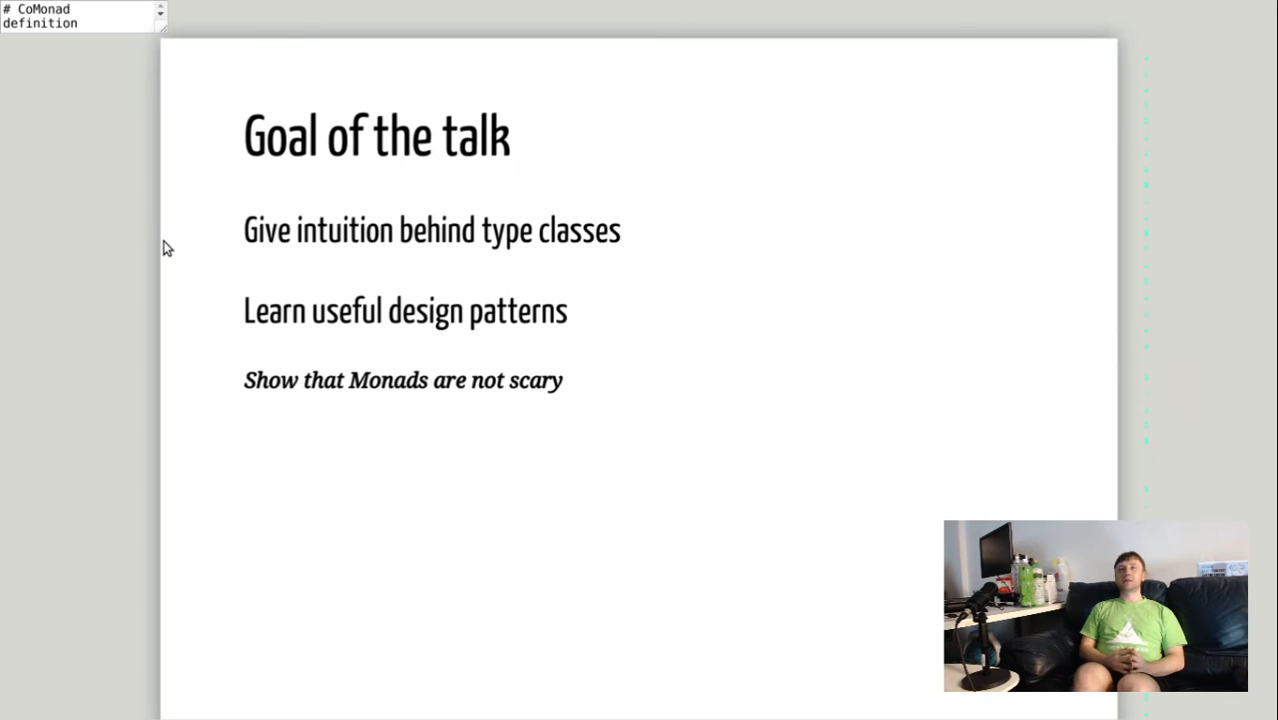 # CoMonad
definition
Goal of the talk
Give intuition behind type classes
Learn useful design patterns
Show that Monads are not scary